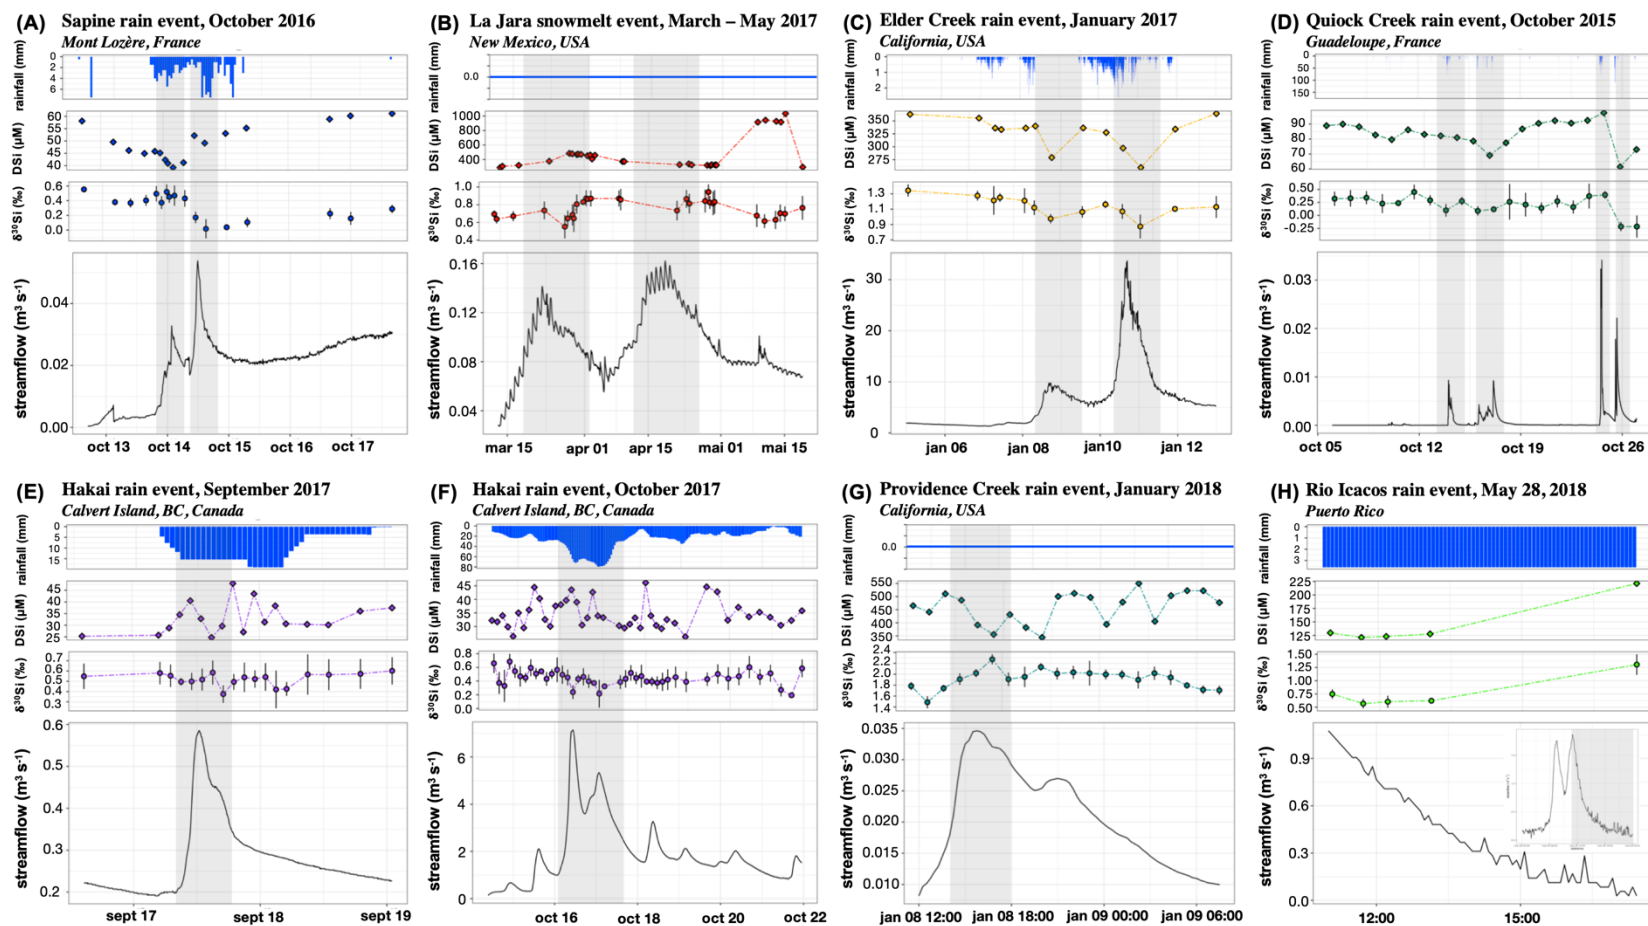 (A) Sapine rain event, October 2016
Mont Lozère, France
rainfall (mm)
0
2
4
6
DSi (µM)
60
55
50
45
40
δ³⁰Si (‰)
0.6
0.4
0.2
0.0
streamflow (m³ s⁻¹)
0.04
0.02
0.00
oct 13 oct 14 oct 15 oct 16 oct 17
(B) La Jara snowmelt event, March – May 2017
New Mexico, USA
rainfall (mm)
0.0
DSi (µM)
1000
800
600
400
δ³⁰Si (‰)
1.0
0.8
0.6
0.4
streamflow (m³ s⁻¹)
0.16
0.12
0.08
0.04
mar 15 apr 01 apr 15 mai 01 mai 15
(C) Elder Creek rain event, January 2017
California, USA
rainfall (mm)
0
1
2
DSi (µM)
350
325
300
275
δ³⁰Si (‰)
1.3
1.1
0.9
0.7
streamflow (m³ s⁻¹)
30
20
10
0
jan 06 jan 08 jan10 jan 12
(D) Quiock Creek rain event, October 2015
Guadeloupe, France
rainfall (mm)
0
50
100
150
DSi (µM)
90
80
70
60
δ³⁰Si (‰)
0.50
0.25
0.00
-0.25
streamflow (m³ s⁻¹)
0.03
0.02
0.01
0.00
oct 05 oct 12 oct 19 oct 26
(E) Hakai rain event, September 2017
Calvert Island, BC, Canada
rainfall (mm)
0
5
10
15
DSi (µM)
45
40
35
30
25
δ³⁰Si (‰)
0.7
0.6
0.5
0.4
0.3
streamflow (m³ s⁻¹)
0.6
0.5
0.4
0.3
0.2
sept 17 sept 18 sept 19
(F) Hakai rain event, October 2017
Calvert Island, BC, Canada
rainfall (mm)
0
20
40
60
80
DSi (µM)
45
40
35
30
δ³⁰Si (‰)
0.8
0.6
0.4
0.2
0.0
streamflow (m³ s⁻¹)
6
4
2
0
oct 16 oct 18 oct 20 oct 22
(G) Providence Creek rain event, January 2018
California, USA
rainfall (mm)
0.0
DSi (µM)
550
500
450
400
350
δ³⁰Si (‰)
2.4
2.2
2.0
1.8
1.6
1.4
streamflow (m³ s⁻¹)
0.035
0.030
0.025
0.020
0.015
0.010
jan 08 12:00 jan 08 18:00 jan 09 00:00 jan 09 06:00
(H) Rio Icacos rain event, May 28, 2018
Puerto Rico
rainfall (mm)
0
1
2
3
DSi (µM)
225
200
175
150
125
δ³⁰Si (‰)
1.50
1.25
1.00
0.75
0.50
streamflow (m³ s⁻¹)
0.9
0.6
0.3
0.0
12:00 15:00